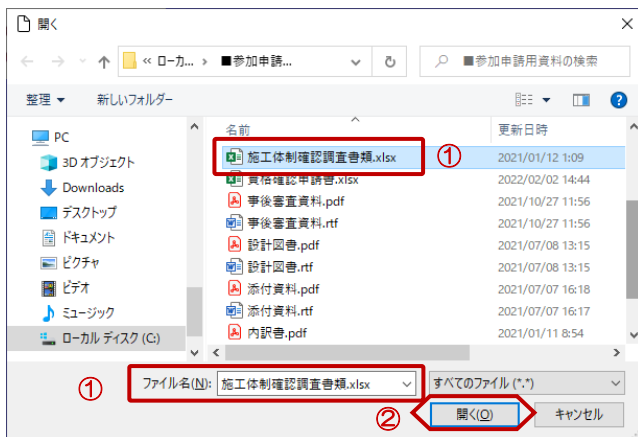 開く
« ローカ... › ■参加申請...
■参加申請用資料の検索
整理 新しいフォルダー
名前 更新日時
PC
3D オブジェクト
Downloads
デスクトップ
ドキュメント
ピクチャ
ビデオ
ミュージック
ローカル ディスク (C:)
施工体制確認調査書類.xlsx ① 2021/01/12 1:09
資格確認申請書.xlsx 2022/02/02 14:44
事後審査資料.pdf 2021/10/27 11:56
事後審査資料.rtf 2021/10/27 11:56
設計図書.pdf 2021/07/08 13:15
設計図書.rtf 2021/07/08 13:15
添付資料.pdf 2021/07/07 16:18
添付資料.rtf 2021/07/07 16:17
内訳書.pdf 2021/01/11 8:54
① ファイル名(N): 施工体制確認調査書類.xlsx すべてのファイル (*.*)
② 開く(O) キャンセル